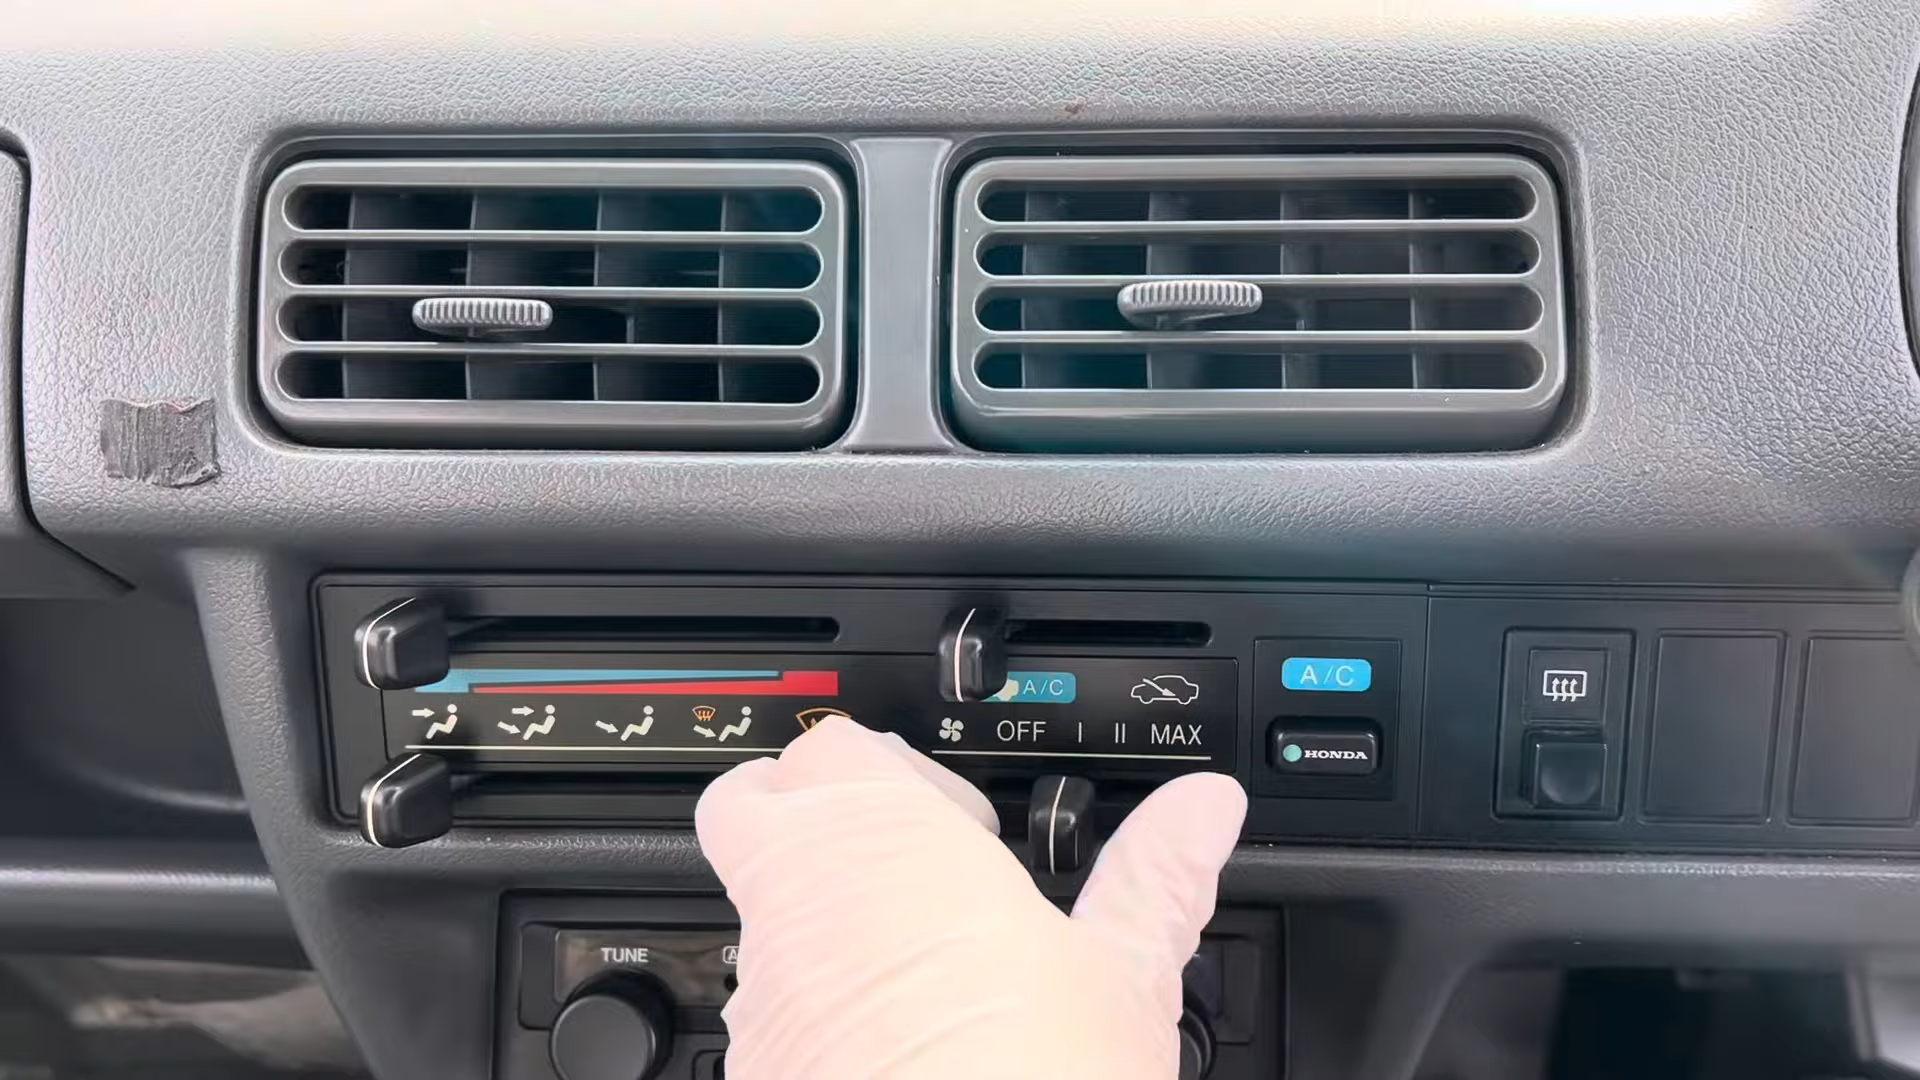 A/C
A/C
OFF I II MAX
HONDA
TUNE